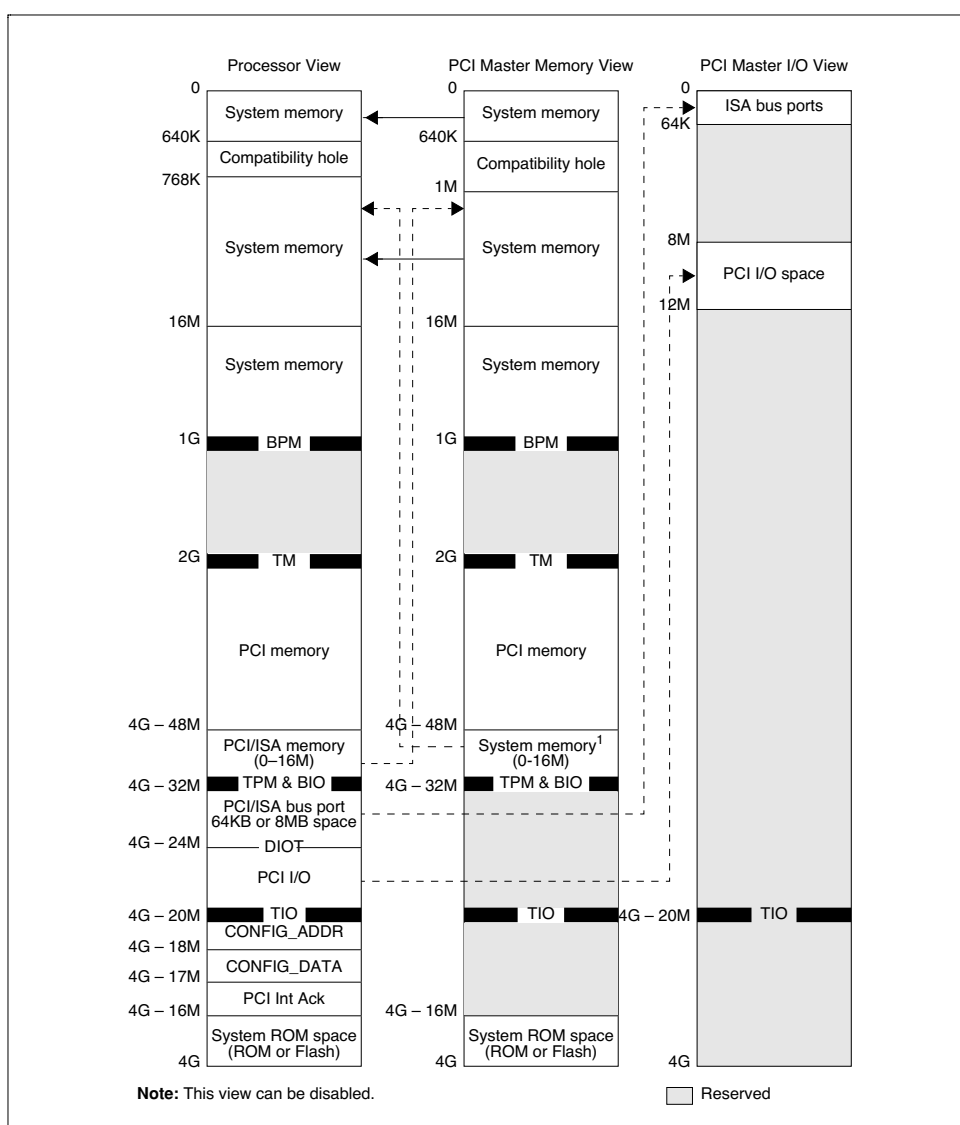 Processor View
0
System memory
640K
Compatibility hole
768K
System memory
16M
System memory
1G
BPM
2G
TM
PCI memory
4G – 48M
PCI/ISA memory
(0–16M)
4G – 32M
TPM & BIO
PCI/ISA bus port
64KB or 8MB space
4G – 24M
DIOT
PCI I/O
4G – 20M
TIO
CONFIG_ADDR
4G – 18M
CONFIG_DATA
4G – 17M
PCI Int Ack
4G – 16M
System ROM space
(ROM or Flash)
4G
PCI Master Memory View
0
System memory
640K
Compatibility hole
1M
System memory
16M
System memory
1G
BPM
2G
TM
PCI memory
4G – 48M
System memory1
(0-16M)
4G – 32M
TPM & BIO
TIO
4G – 16M
System ROM space
(ROM or Flash)
4G
PCI Master I/O View
0
ISA bus ports
64K
8M
PCI I/O space
12M
4G – 20M
TIO
4G
Note: This view can be disabled.
Reserved